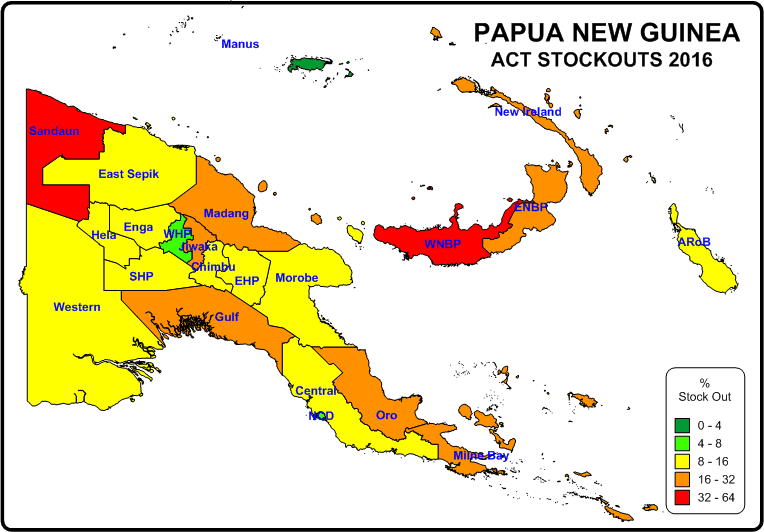 PAPUA NEW GUINEA
ACT STOCKOUTS 2016
Manus
New Ireland
Sandaun
East Sepik
Madang
ENBP
Enga
WHP
Hela
Jiwaka
WNBP
ARoB
Chimbu
SHP
EHP
Morobe
Western
Gulf
Central
NCD
Oro
Milne Bay
%
Stock Out
0 - 4
4 - 8
8 - 16
16 - 32
32 - 64